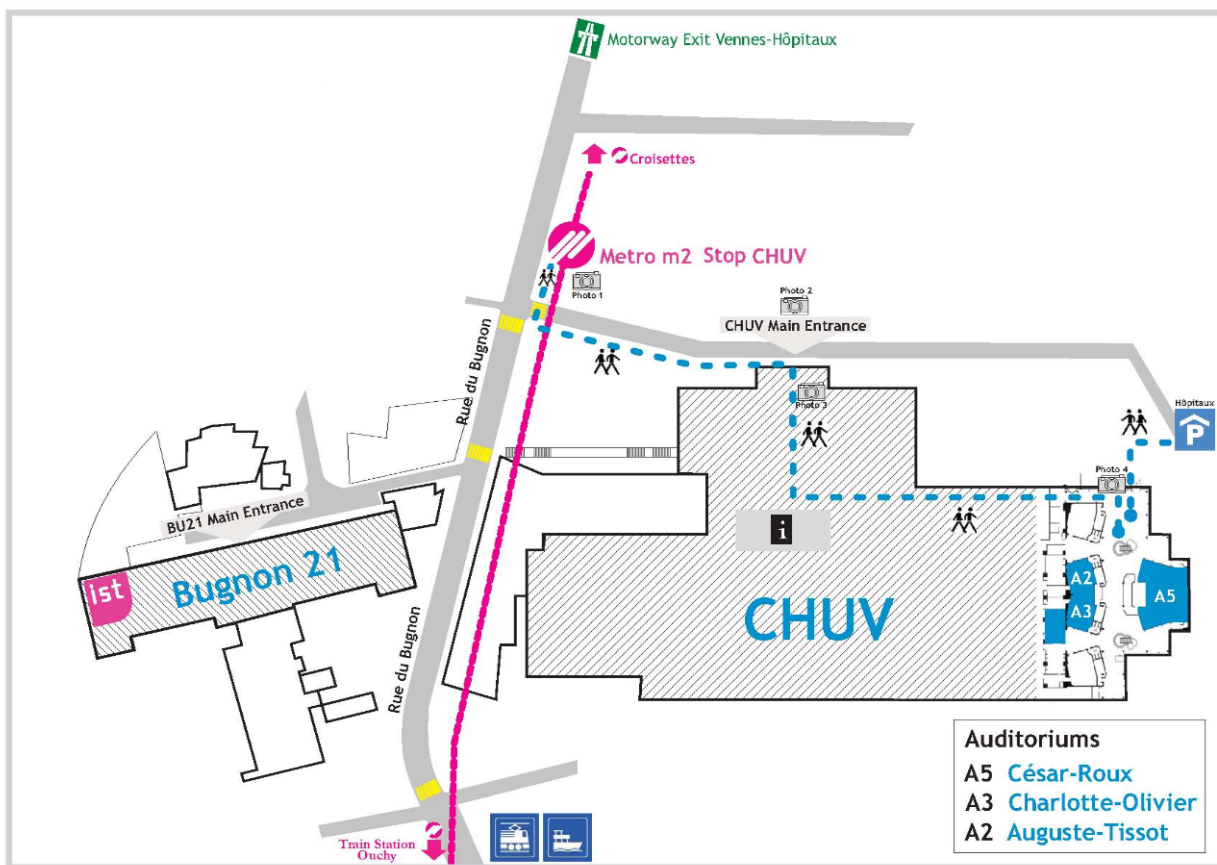 Motorway Exit Vennes-Hôpitaux
Croisettes
Metro m2 Stop CHUV
Photo 1
Photo 2
CHUV Main Entrance
Rue du Bugnon
Photo 3
Hôpitaux
P
Photo 4
BU21 Main Entrance
ist
Bugnon 21
i
CHUV
A2
A3
A5
Rue du Bugnon
Auditoriums
A5 César-Roux
A3 Charlotte-Olivier
A2 Auguste-Tissot
Train Station
Ouchy